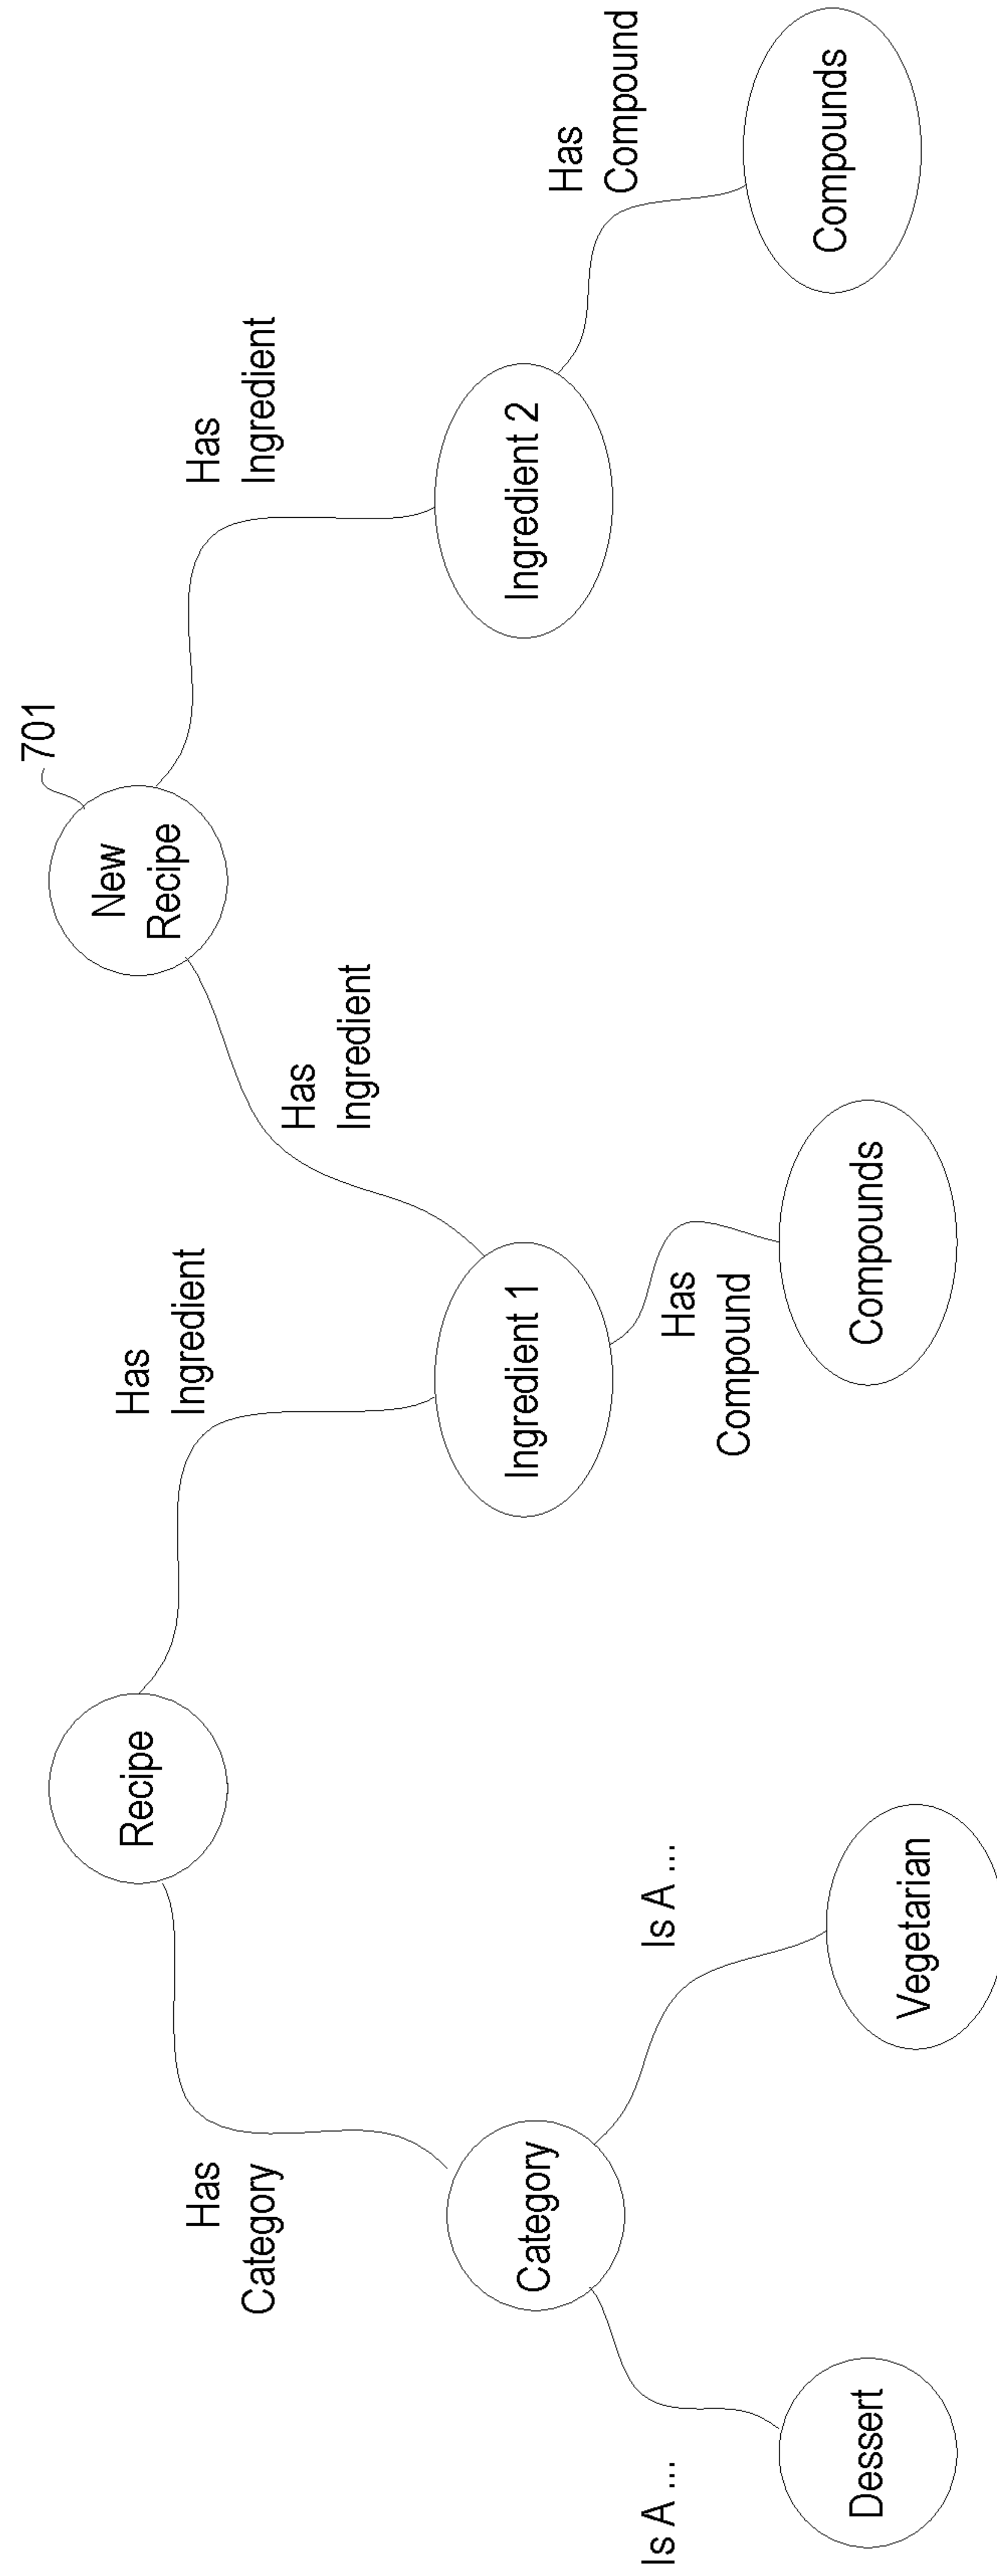 701
Recipe
New
Recipe
Has
Category
Has
Ingredient
Has
Ingredient
Has
Ingredient
Category
Ingredient 1
Ingredient 2
Is A ...
Is A ...
Has
Compound
Has
Compound
Dessert
Vegetarian
Compounds
Compounds